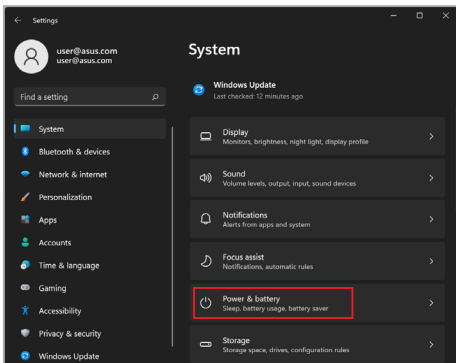 Settings
user@asus.com
user@asus.com
Find a setting
System
Bluetooth & devices
Network & internet
Personalization
Apps
Accounts
Time & language
Gaming
Accessibility
Privacy & security
Windows Update
System
Windows Update
Last checked: 12 minutes ago
Display
Monitors, brightness, night light, display profile
Sound
Volume levels, output, input, sound devices
Notifications
Alerts from apps and system
Focus assist
Notifications, automatic rules
Power & battery
Sleep, battery usage, battery saver
Storage
Storage space, drives, configuration rules